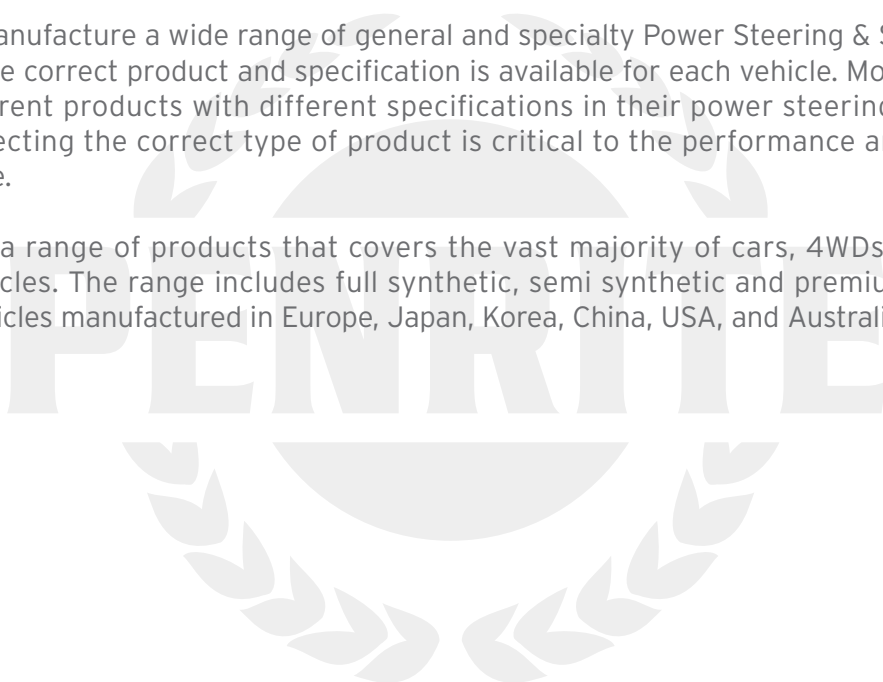 anufacture a wide range of general and specialty Power Steering & S
e correct product and specification is available for each vehicle. Mo
rent products with different specifications in their power steering
ecting the correct type of product is critical to the performance a
e.
a range of products that covers the vast majority of cars, 4WDs
cles. The range includes full synthetic, semi synthetic and premiu
icles manufactured in Europe, Japan, Korea, China, USA, and Australi
PENRITE